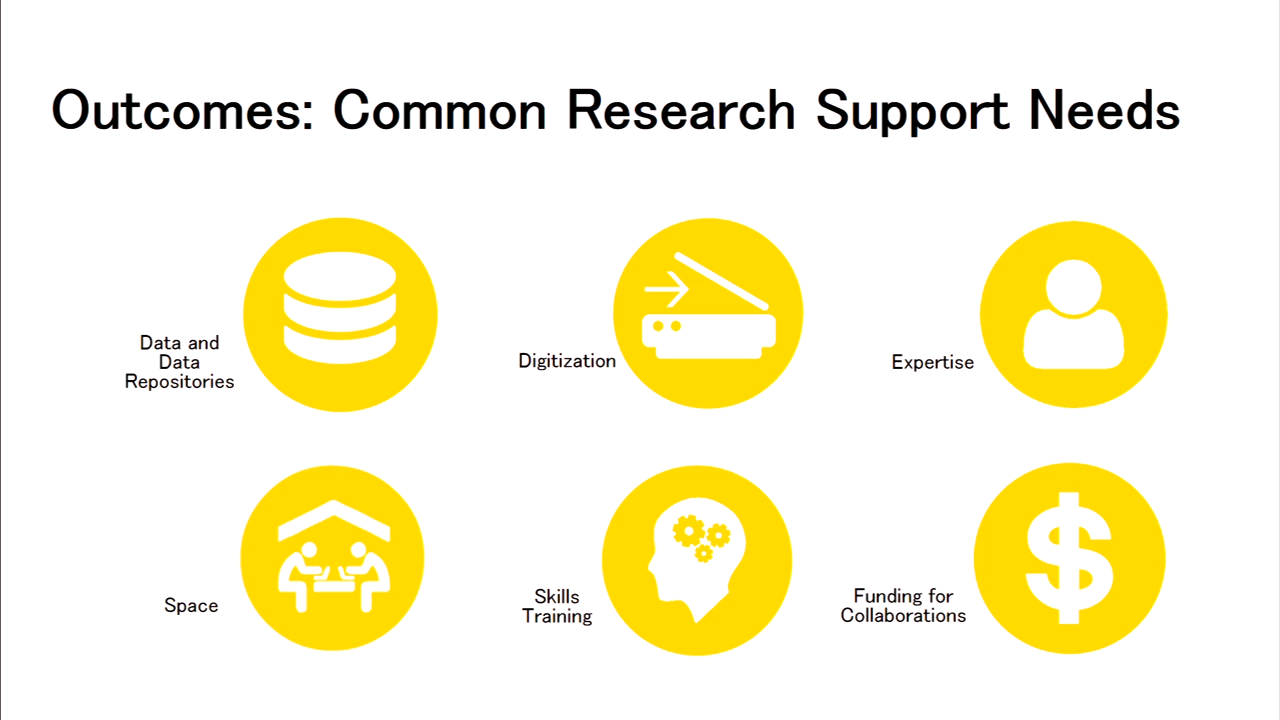 Outcomes: Common Research Support Needs
Data and
Data
Repositories
Digitization
Expertise
Space
Skills
Training
Funding for
Collaborations